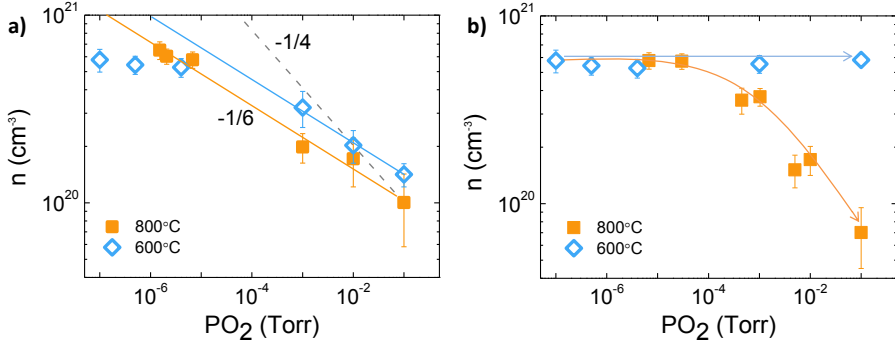 a)
n (cm⁻³)
10²¹
10²⁰
-1/4
-1/6
800°C
600°C
10⁻⁶
10⁻⁴
10⁻²
PO₂ (Torr)
b)
n (cm⁻³)
10²¹
10²⁰
800°C
600°C
10⁻⁶
10⁻⁴
10⁻²
PO₂ (Torr)